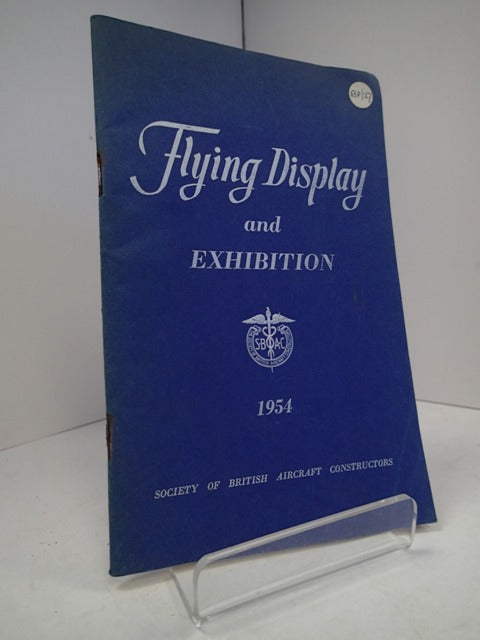 Flying Display
and
EXHIBITION
SBAC
1954
SOCIETY OF BRITISH AIRCRAFT CONSTRUCTORS